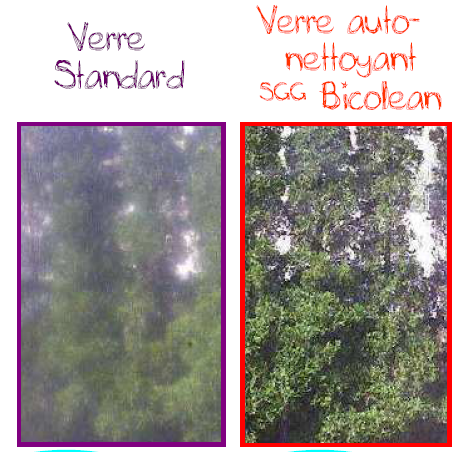 Verre
Standard
Verre auto-
nettoyant
SGG Bicolean